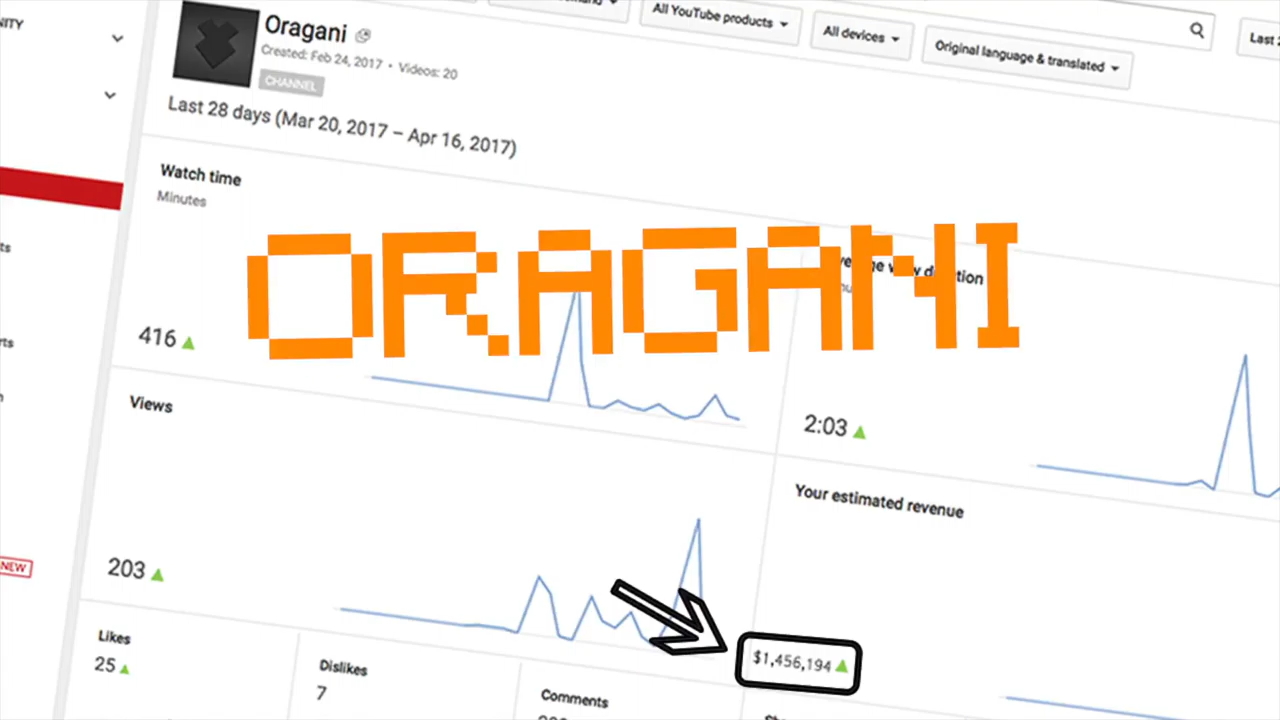 NITY
Oragani
All YouTube products
All devices
Original language & translated
Last
Created: Feb 24, 2017 • Videos: 20
CHANNEL
Last 28 days (Mar 20, 2017 – Apr 16, 2017)
Watch time
Minutes
ORAGANI
416
2:03
Views
Your estimated revenue
203
NEW
$1,456,194
Likes
25
Dislikes
7
Comments